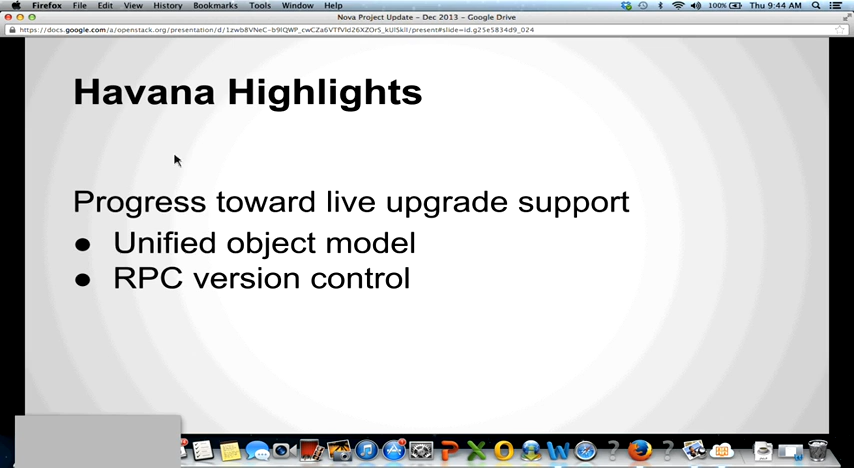 Firefox File Edit View History Bookmarks Tools Window Help 100% Thu 9:44 AM
Nova Project Update – Dec 2013 – Google Drive
Havana Highlights
Progress toward live upgrade support
● Unified object model
● RPC version control